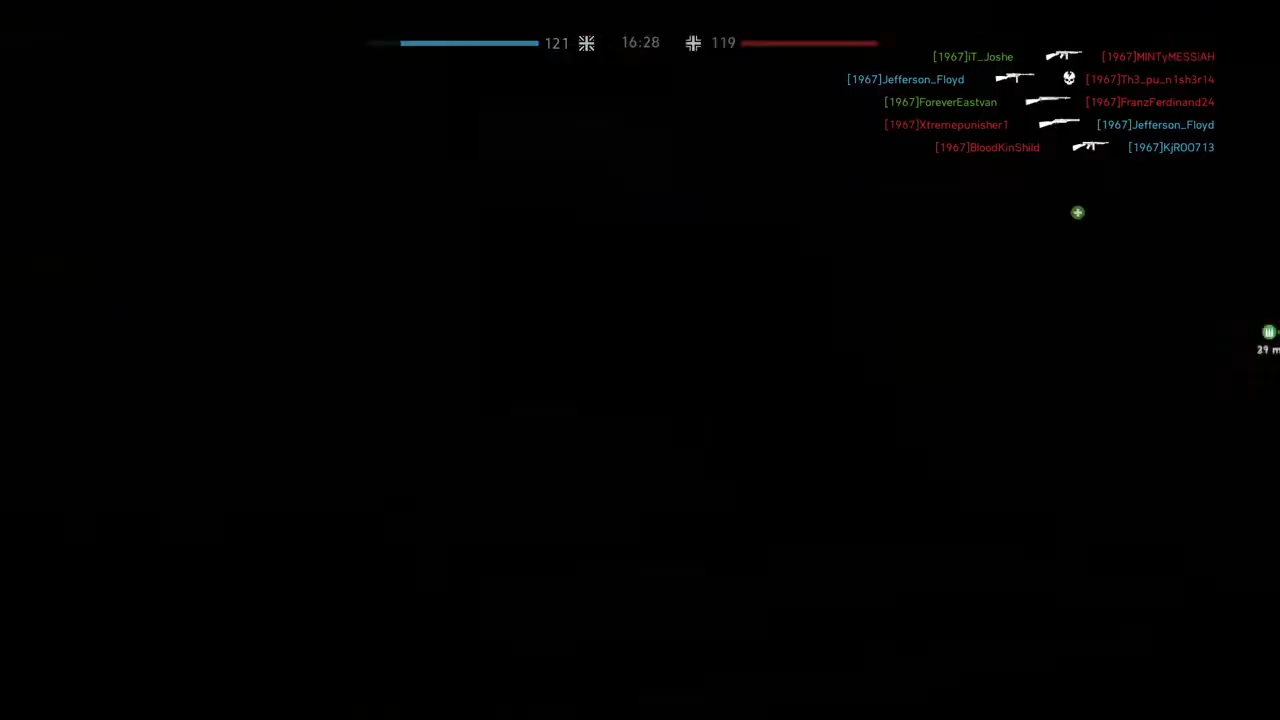 121 16:28 119
[1967]iT_Joshe [1967]MINTyMESSiAH
[1967]Jefferson_Floyd [1967]Th3_pu_n1sh3r14
[1967]ForeverEastvan [1967]FranzFerdinand24
[1967]Xtremepunisher1 [1967]Jefferson_Floyd
[1967]BloodKinShild [1967]KjR00713
29 m